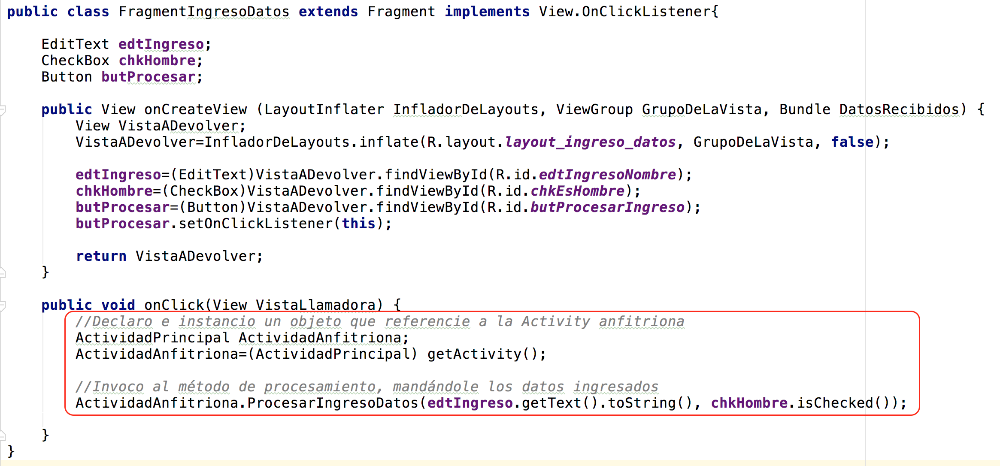 public class FragmentIngresoDatos extends Fragment implements View.OnClickListener{
EditText edtIngreso;
CheckBox chkHombre;
Button butProcesar;
public View onCreateView (LayoutInflater InfladorDeLayouts, ViewGroup GrupoDeLaVista, Bundle DatosRecibidos) {
View VistaADevolver;
VistaADevolver=InfladorDeLayouts.inflate(R.layout.layout_ingreso_datos, GrupoDeLaVista, false);
edtIngreso=(EditText)VistaADevolver.findViewById(R.id.edtIngresoNombre);
chkHombre=(CheckBox)VistaADevolver.findViewById(R.id.chkEsHombre);
butProcesar=(Button)VistaADevolver.findViewById(R.id.butProcesarIngreso);
butProcesar.setOnClickListener(this);
return VistaADevolver;
}
public void onClick(View VistaLlamadora) {
//Declaro e instancio un objeto que referencie a la Activity anfitriona
ActividadPrincipal ActividadAnfitriona;
ActividadAnfitriona=(ActividadPrincipal) getActivity();
//Invoco al método de procesamiento, mandándole los datos ingresados
ActividadAnfitriona.ProcesarIngresoDatos(edtIngreso.getText().toString(), chkHombre.isChecked());
}
}